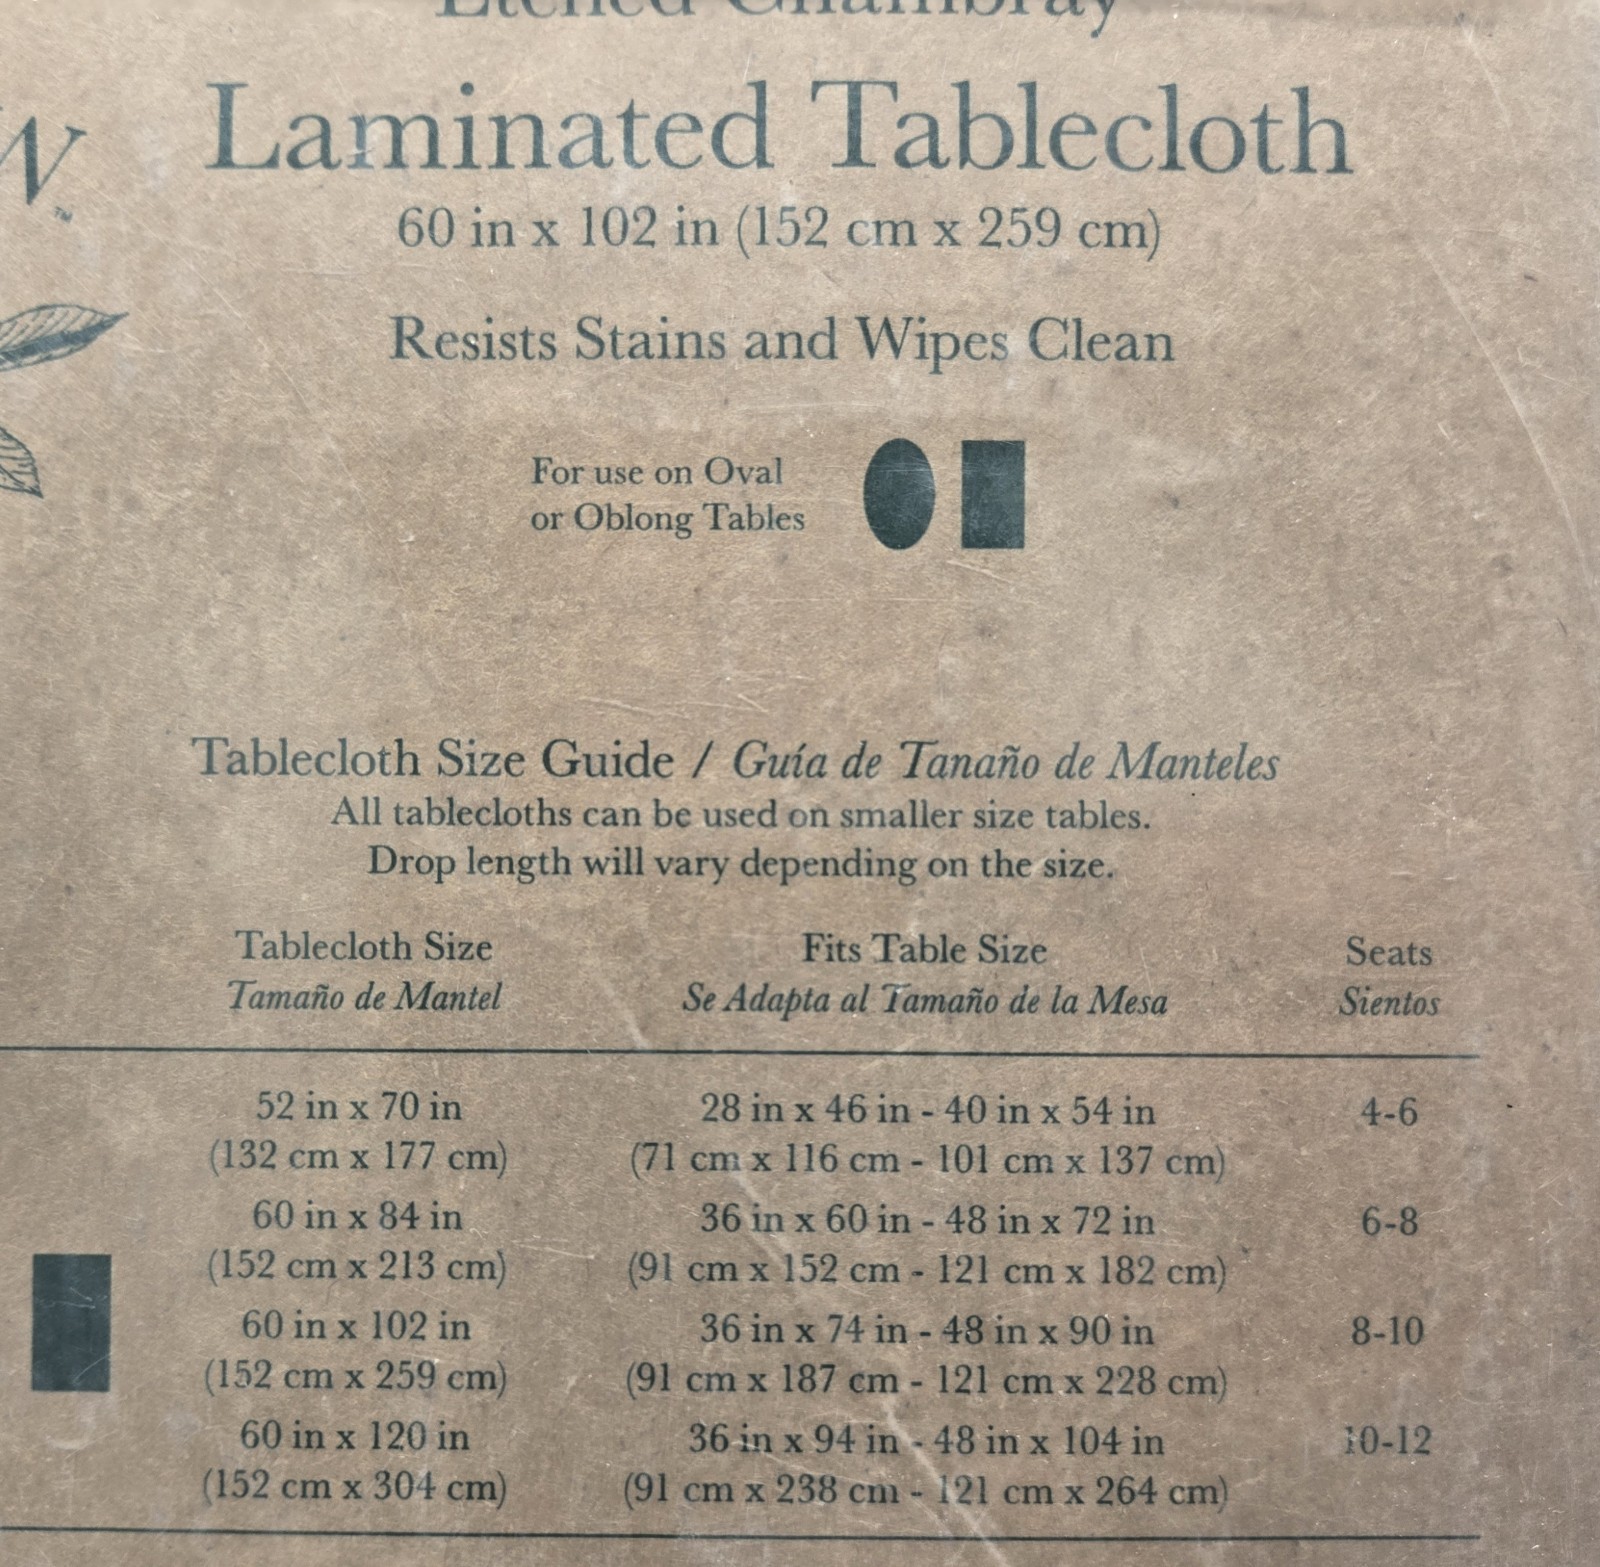 Etched Chambray
Laminated Tablecloth
W™
60 in x 102 in (152 cm x 259 cm)
Resists Stains and Wipes Clean
For use on Oval
or Oblong Tables
Tablecloth Size Guide / Guía de Tanaño de Manteles
All tablecloths can be used on smaller size tables.
Drop length will vary depending on the size.
Tablecloth Size Fits Table Size Seats
Tamaño de Mantel Se Adapta al Tamaño de la Mesa Sientos
52 in x 70 in 28 in x 46 in - 40 in x 54 in 4-6
(132 cm x 177 cm) (71 cm x 116 cm - 101 cm x 137 cm)
60 in x 84 in 36 in x 60 in - 48 in x 72 in 6-8
(152 cm x 213 cm) (91 cm x 152 cm - 121 cm x 182 cm)
60 in x 102 in 36 in x 74 in - 48 in x 90 in 8-10
(152 cm x 259 cm) (91 cm x 187 cm - 121 cm x 228 cm)
60 in x 120 in 36 in x 94 in - 48 in x 104 in 10-12
(152 cm x 304 cm) (91 cm x 238 cm - 121 cm x 264 cm)